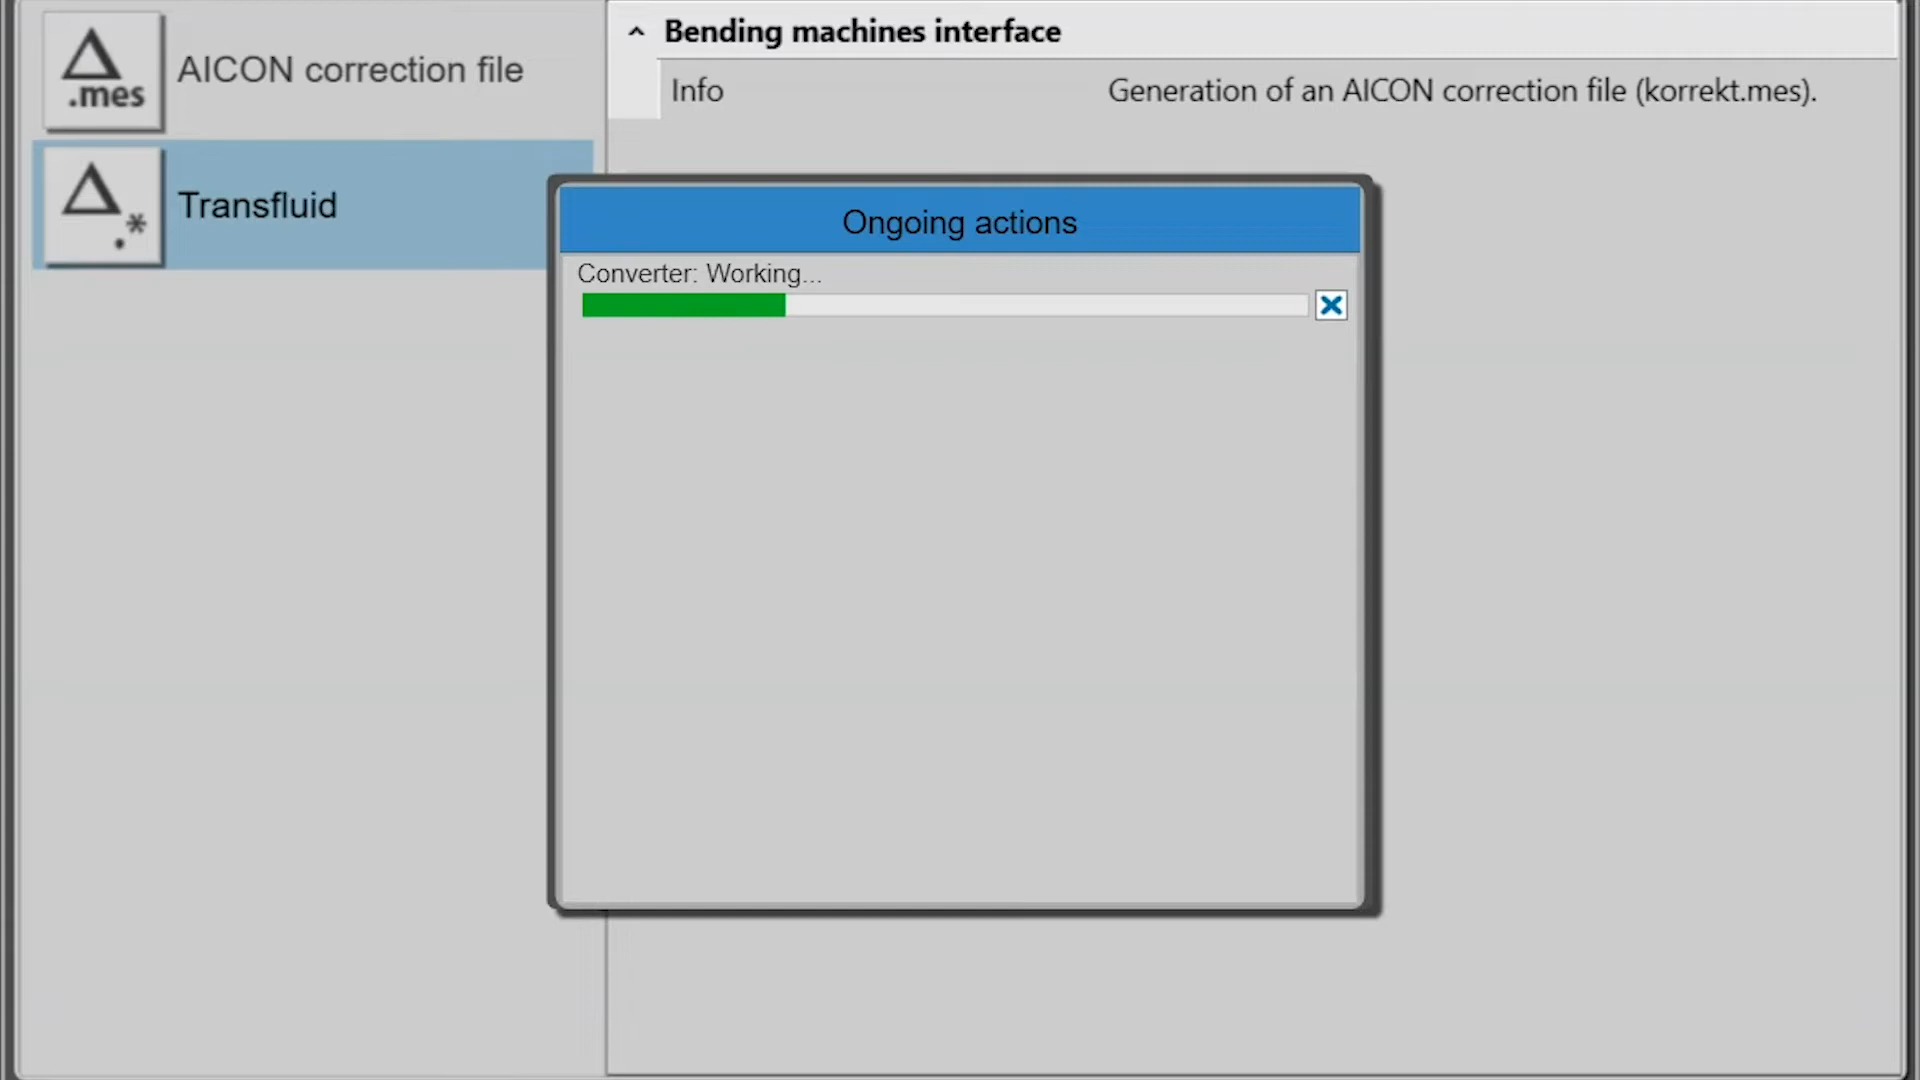 AICON correction file
.mes
Transfluid
.*
Bending machines interface
Info
Generation of an AICON correction file (korrekt.mes).
Ongoing actions
Converter: Working...